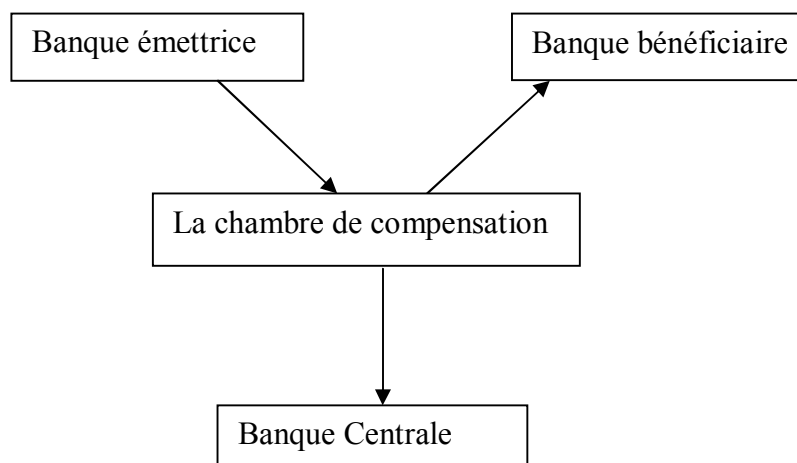 Banque émettrice
Banque bénéficiaire
La chambre de compensation
Banque Centrale